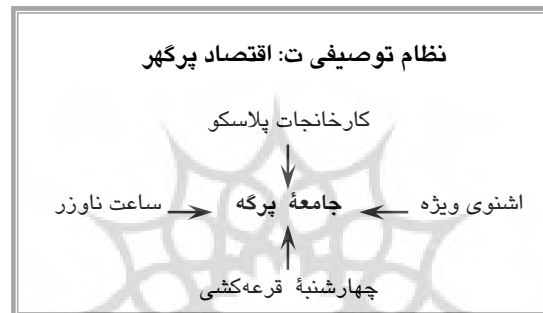 نظام توصیفی ت: اقتصاد پرگهر
کارخانجات پلاسکو
اشنوی ویژه جامعهٔ پرگه ساعت ناوزر
چهارشنبهٔ قرعه‌کشی